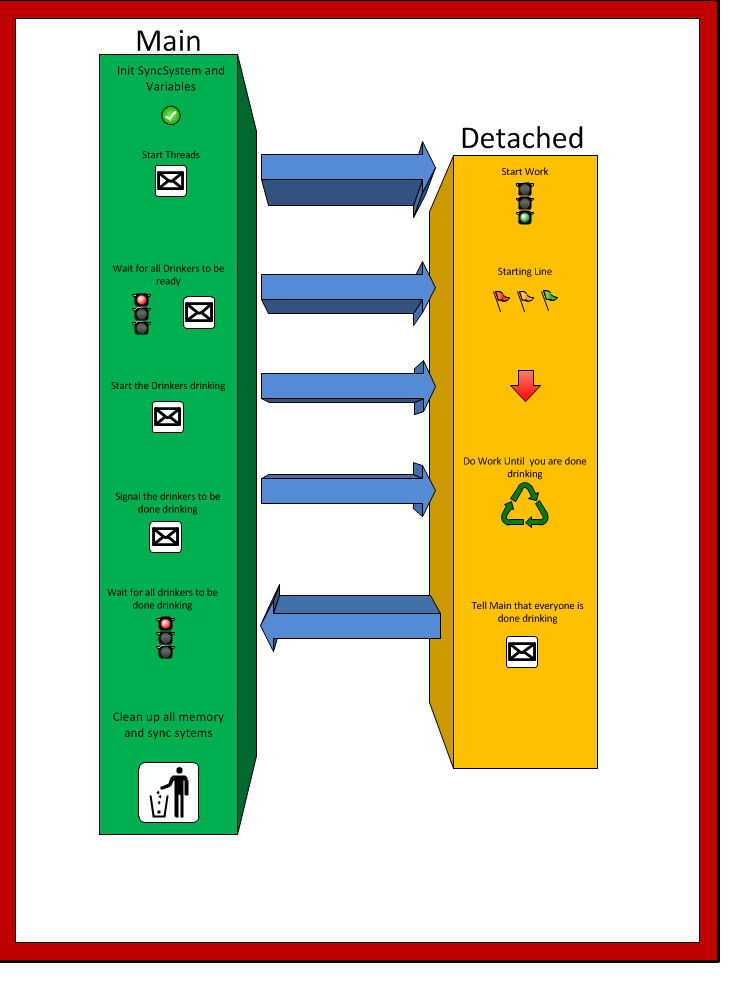 Main
Init SyncSystem and
Variables
Start Threads
Wait for all Drinkers to be
ready
Start the Drinkers drinking
Signal the drinkers to be
done drinking
Wait for all drinkers to be
done drinking
Clean up all memory
and sync sytems
Detached
Start Work
Starting Line
Do Work Until you are done
drinking
Tell Main that everyone is
done drinking